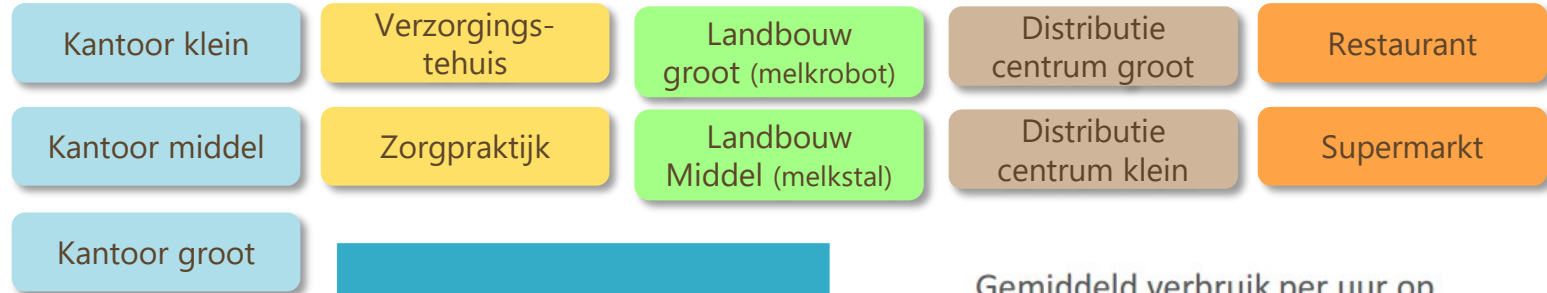 Kantoor klein
Verzorgings-
tehuis
Landbouw
groot (melkrobot)
Distributie
centrum groot
Restaurant
Kantoor middel
Zorgpraktijk
Landbouw
Middel (melkstal)
Distributie
centrum klein
Supermarkt
Kantoor groot
Gemiddeld verbruik per uur op